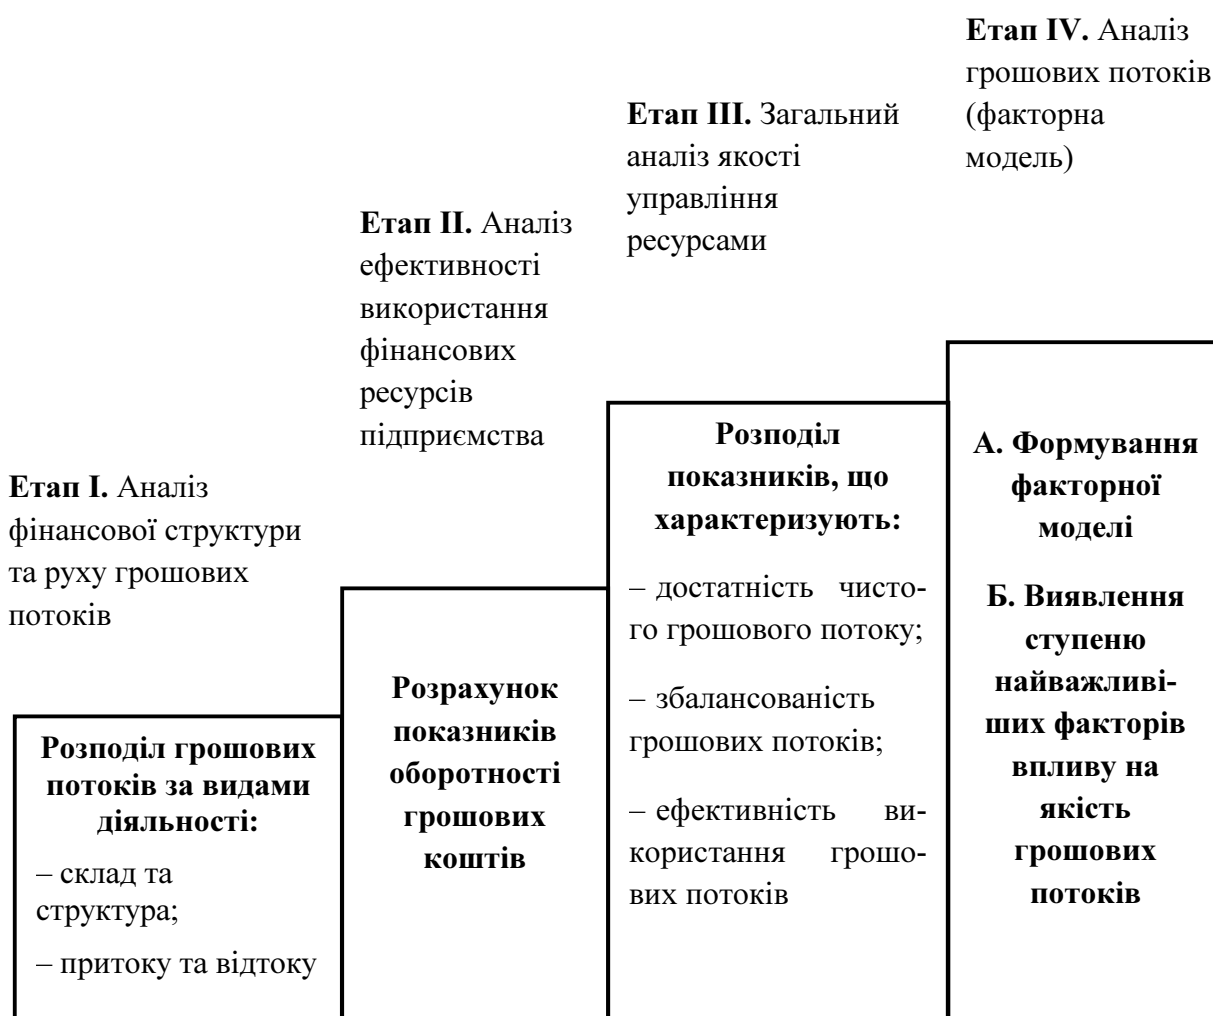 Етап I. Аналіз
фінансової структури
та руху грошових
потоків
Розподіл грошових
потоків за видами
діяльності:
– склад та
структура;
– притоку та відтоку
Етап II. Аналіз
ефективності
використання
фінансових
ресурсів
підприємства
Розрахунок
показників
оборотності
грошових
коштів
Етап III. Загальний
аналіз якості
управління
ресурсами
Розподіл
показників, що
характеризують:
– достатність чисто-
го грошового потоку;
– збалансованість
грошових потоків;
– ефективність ви-
користання грошо-
вих потоків
Етап IV. Аналіз
грошових потоків
(факторна
модель)
А. Формування
факторної
моделі
Б. Виявлення
ступеню
найважливі-
ших факторів
впливу на
якість
грошових
потоків